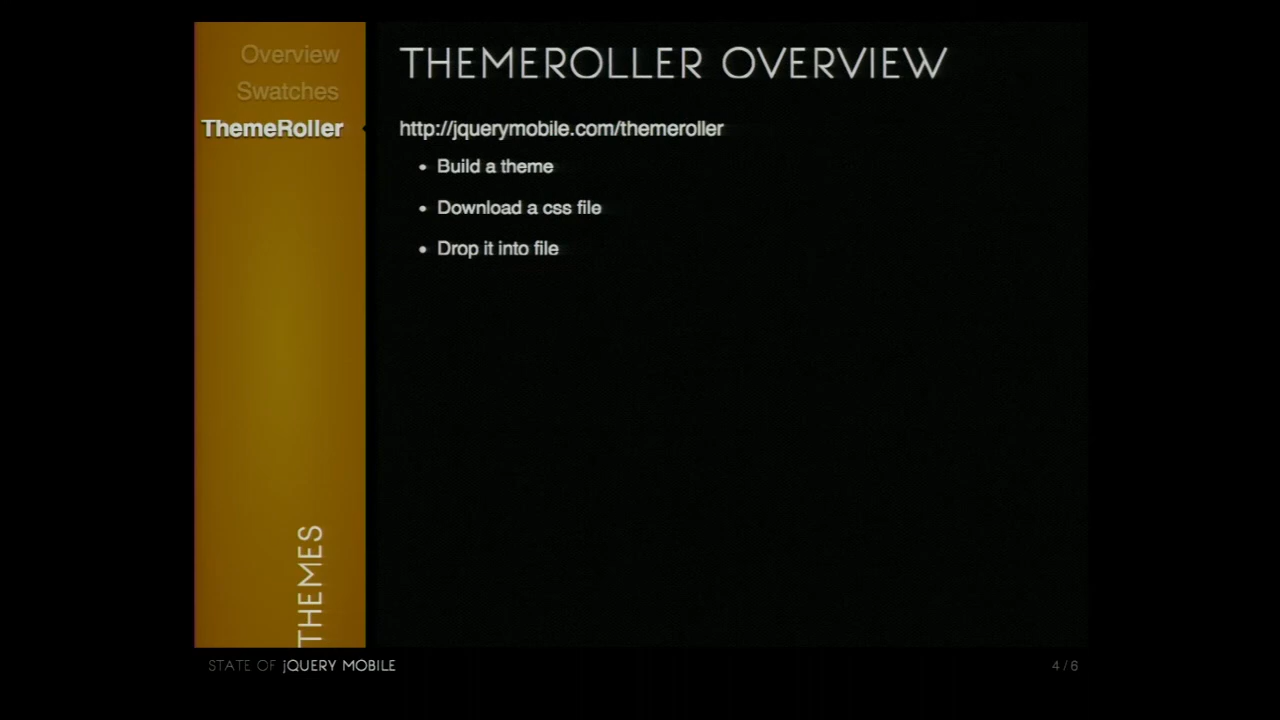 Overview
Swatches
ThemeRoller
THEMES
THEMEROLLER OVERVIEW
http://jquerymobile.com/themeroller
• Build a theme
• Download a css file
• Drop it into file
STATE OF jQUERY MOBILE
4 / 6